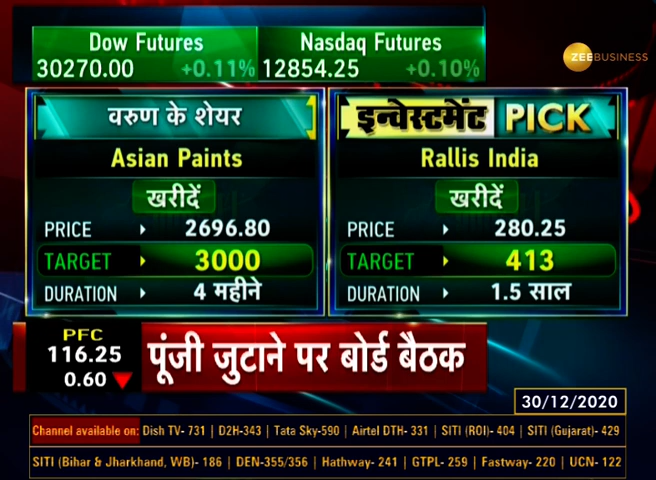 Dow Futures
30270.00 +0.11%
Nasdaq Futures
12854.25 +0.10%
ZEEBUSINESS
वरुण के शेयर
Asian Paints
खरीदें
PRICE 2696.80
TARGET 3000
DURATION 4 महीने
इन्वेस्टमेंट PICK
Rallis India
खरीदें
PRICE 280.25
TARGET 413
DURATION 1.5 साल
PFC
116.25
0.60
पूंजी जुटाने पर बोर्ड बैठक
30/12/2020
Channel available on: Dish TV- 731 | D2H-343 | Tata Sky-590 | Airtel DTH- 331 | SITI (ROI)- 404 | SITI (Gujarat)- 429
SITI (Bihar & Jharkhand, WB)- 186 | DEN-355/356 | Hathway- 241 | GTPL- 259 | Fastway- 220 | UCN- 122